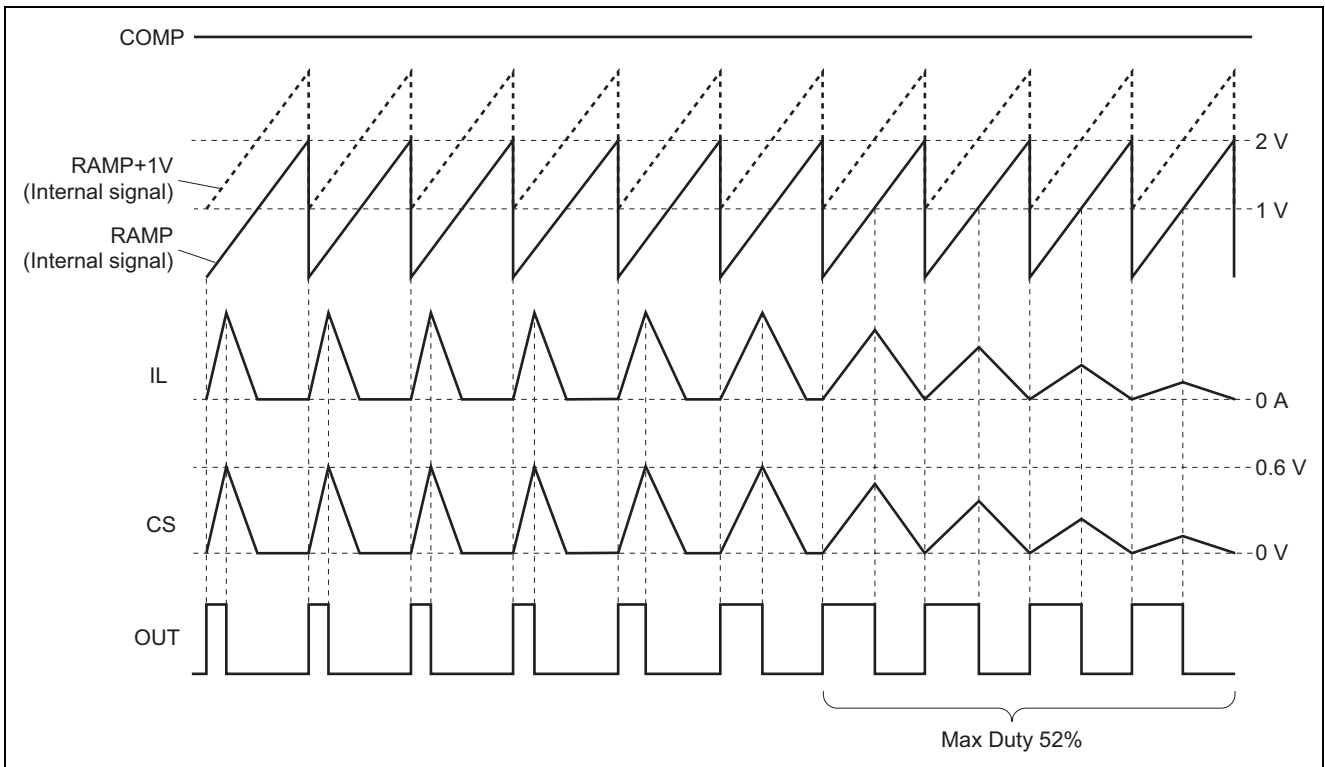 COMP
RAMP+1V
(Internal signal)
2 V
1 V
RAMP
(Internal signal)
IL
0 A
0.6 V
CS
0 V
OUT
Max Duty 52%